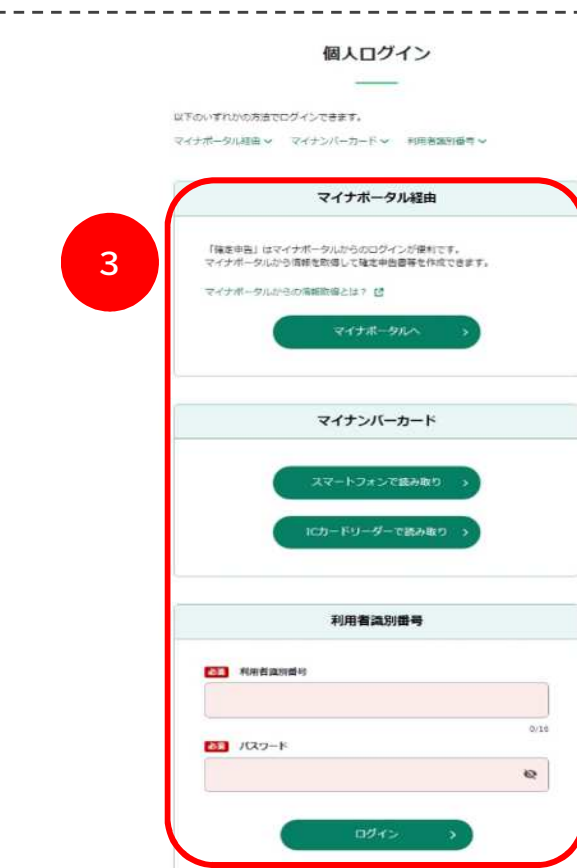 個人ログイン
以下のいずれかの方法でログインできます。
マイナポータル経由 マイナンバーカード 利用者識別番号
マイナポータル経由
3
「確定申告」はマイナポータルからのログインが便利です。
マイナポータルから情報を取得して確定申告書等を作成できます。
マイナポータルからの情報取得とは?
マイナポータルへ
マイナンバーカード
スマートフォンで読み取り
ICカードリーダーで読み取り
利用者識別番号
必須 利用者識別番号
0/16
必須 パスワード
ログイン